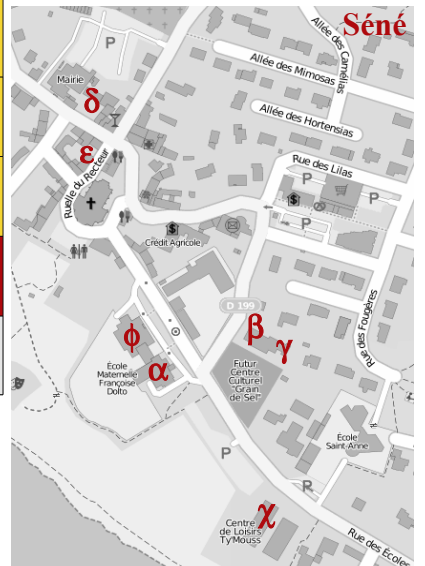 Séné
Allée des Camélias
P
Allée des Mimosas
Mairie
δ
Allée des Hortensias
ε
Rue des Lilas
P
Ruelle du Recteur
P
$
$
P
Crédit Agricole
D 199
Rue des Fougères
β
ϕ
γ
α
École
Maternelle
Françoise
Dolto
Futur
Centre
Culturel
"Grain
de Sel"
École
Saint-Anne
P
χ
Centre
de Loisirs
Ty'Mouss
Rue des Écoles